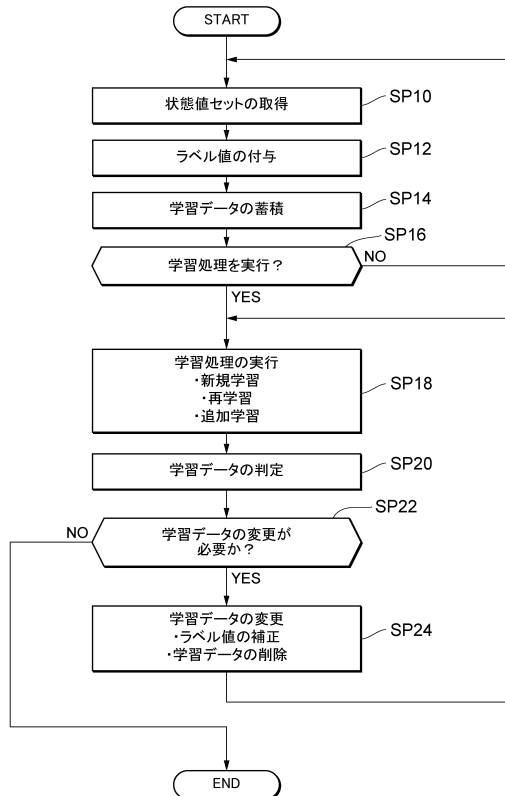 START
状態値セットの取得
SP10
ラベル値の付与
SP12
学習データの蓄積
SP14
SP16
学習処理を実行？
NO
YES
学習処理の実行
・新規学習
・再学習
・追加学習
SP18
学習データの判定
SP20
SP22
NO
学習データの変更が
必要か？
YES
学習データの変更
・ラベル値の補正
・学習データの削除
SP24
END